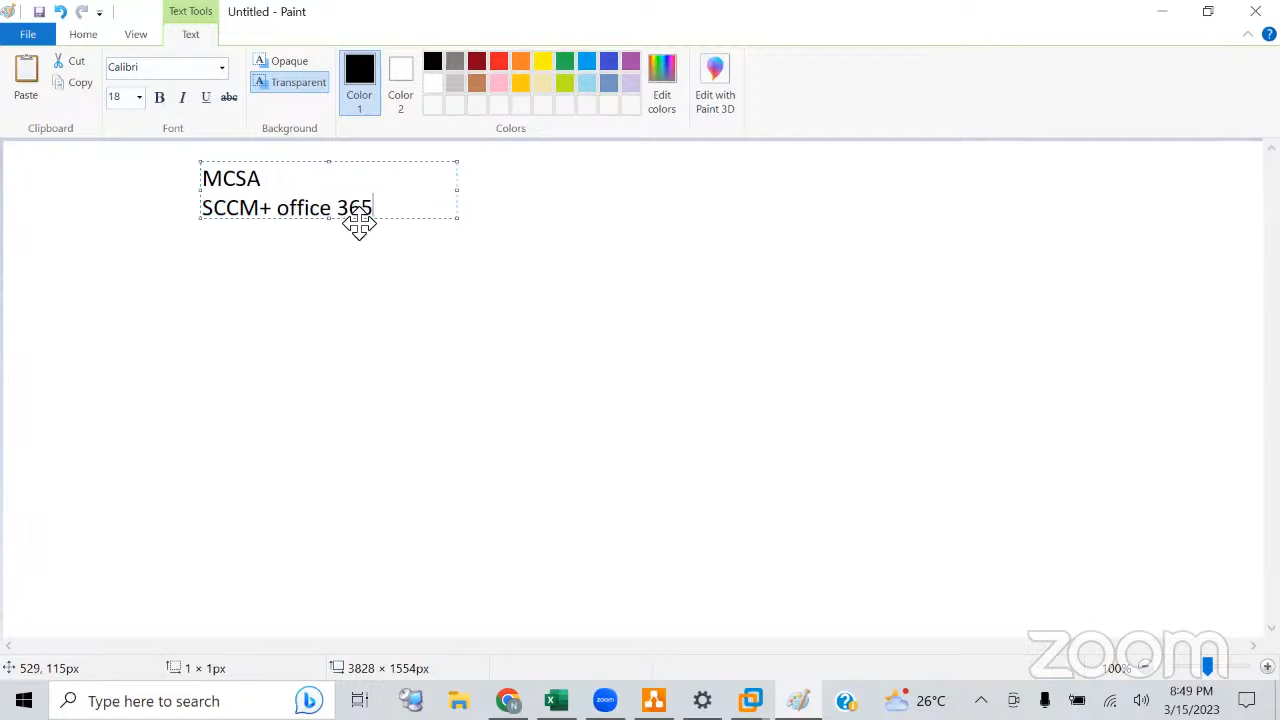 Text Tools
Untitled - Paint
File
Home
View
Text
Paste
Cut
Copy
Clipboard
Calibri
18
B
I
U
abc
Font
Opaque
Transparent
Background
Color 1
Color 2
Edit colors
Edit with Paint 3D
Colors
MCSA
SCCM+ office 365
zoom
529, 115px
1 × 1px
3828 × 1554px
100%
Type here to search
zoom
26°C
8:49 PM
3/15/2023